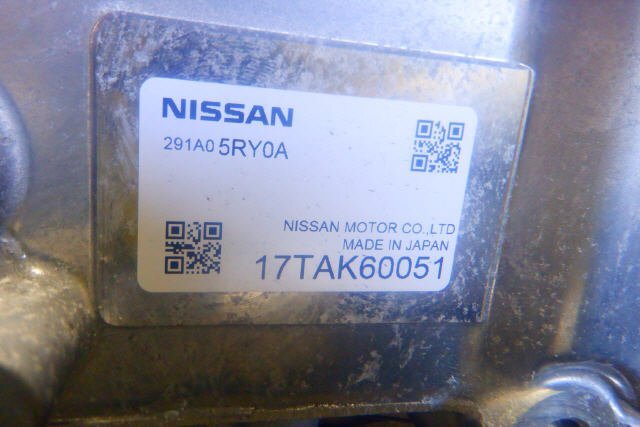 NISSAN
291A0 5RY0A
NISSAN MOTOR CO.,LTD
MADE IN JAPAN
17TAK60051